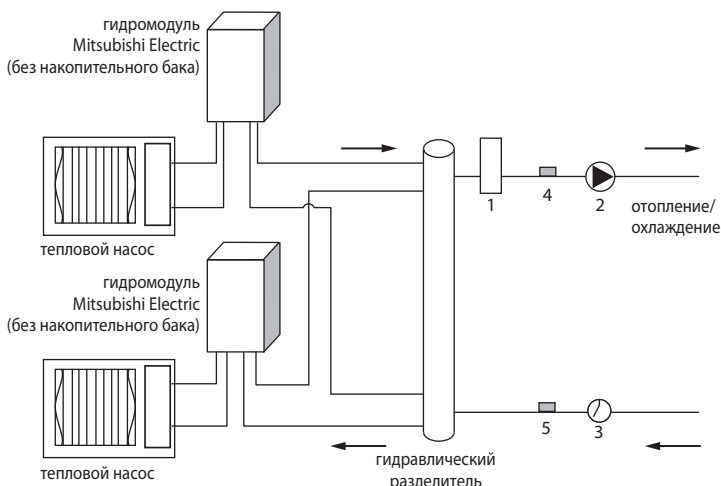 гидромодуль
Mitsubishi Electric
(без накопительного бака)
тепловой насос
1
4
2
отопление/
охлаждение
гидромодуль
Mitsubishi Electric
(без накопительного бака)
тепловой насос
5
3
гидравлический
разделитель